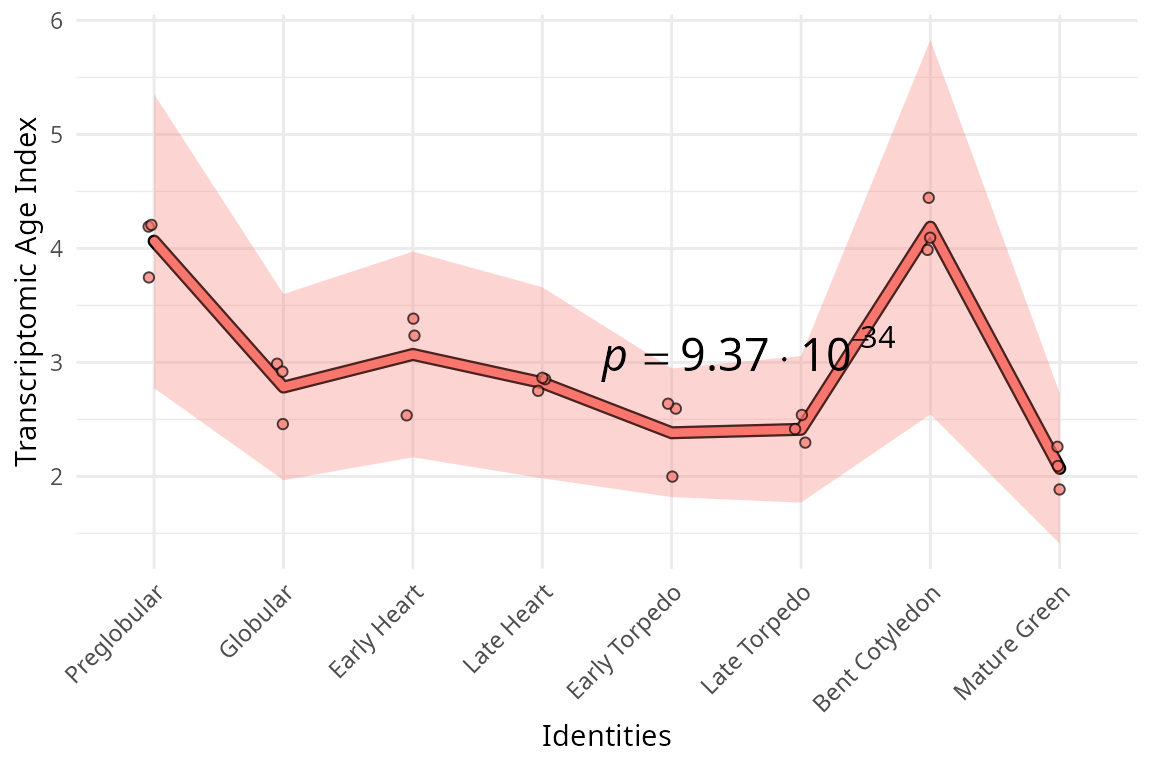 6
5
4
3
2
Transcriptomic Age Index
p = 9.37 · 10⁻³⁴
Preglobular
Globular
Early Heart
Late Heart
Early Torpedo
Late Torpedo
Bent Cotyledon
Mature Green
Identities